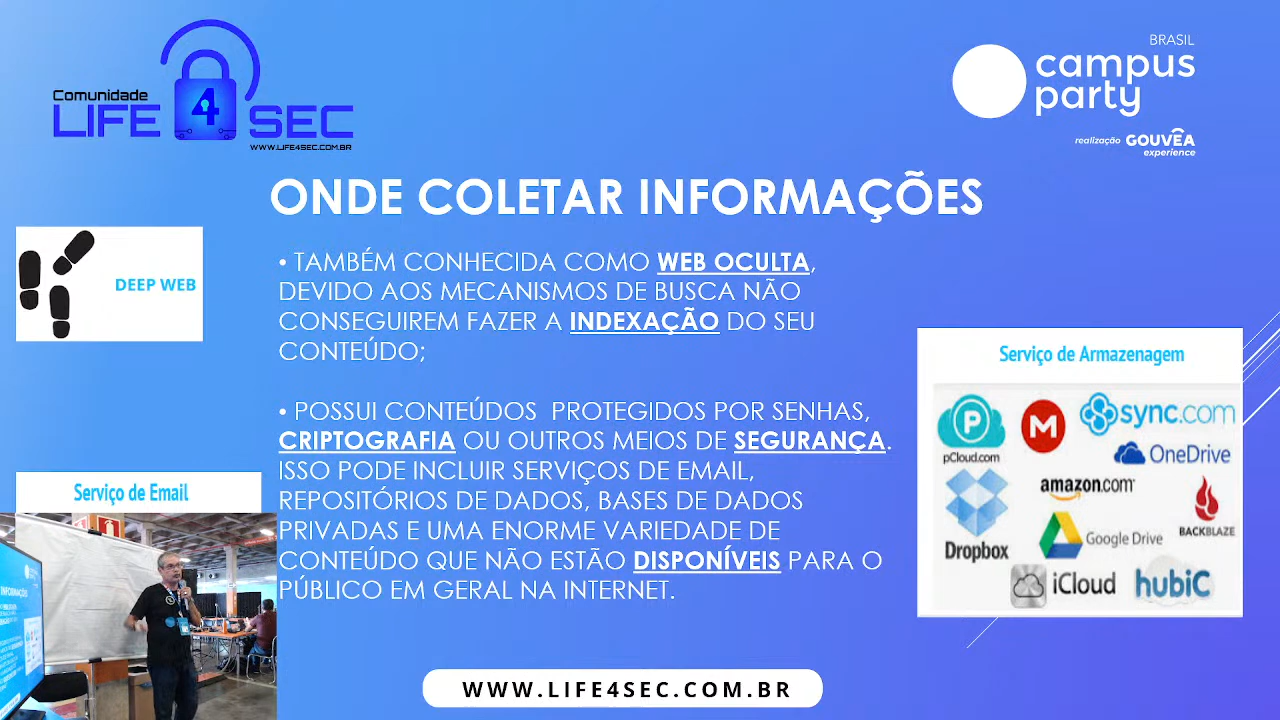 Comunidade
LIFE 4 SEC
WWW.LIFE4SEC.COM.BR
BRASIL
campus
party
realização GOUVÊA
experience
ONDE COLETAR INFORMAÇÕES
DEEP WEB
• TAMBÉM CONHECIDA COMO WEB OCULTA,
DEVIDO AOS MECANISMOS DE BUSCA NÃO
CONSEGUIREM FAZER A INDEXAÇÃO DO SEU
CONTEÚDO;
• POSSUI CONTEÚDOS PROTEGIDOS POR SENHAS,
CRIPTOGRAFIA OU OUTROS MEIOS DE SEGURANÇA.
ISSO PODE INCLUIR SERVIÇOS DE EMAIL,
REPOSITÓRIOS DE DADOS, BASES DE DADOS
PRIVADAS E UMA ENORME VARIEDADE DE
CONTEÚDO QUE NÃO ESTÃO DISPONÍVEIS PARA O
PÚBLICO EM GERAL NA INTERNET.
Serviço de Armazenagem
P
pCloud.com
M
sync.com
OneDrive
amazon.com
Dropbox
Google Drive
BACKBLAZE
iCloud
hubiC
Serviço de Email
WWW.LIFE4SEC.COM.BR